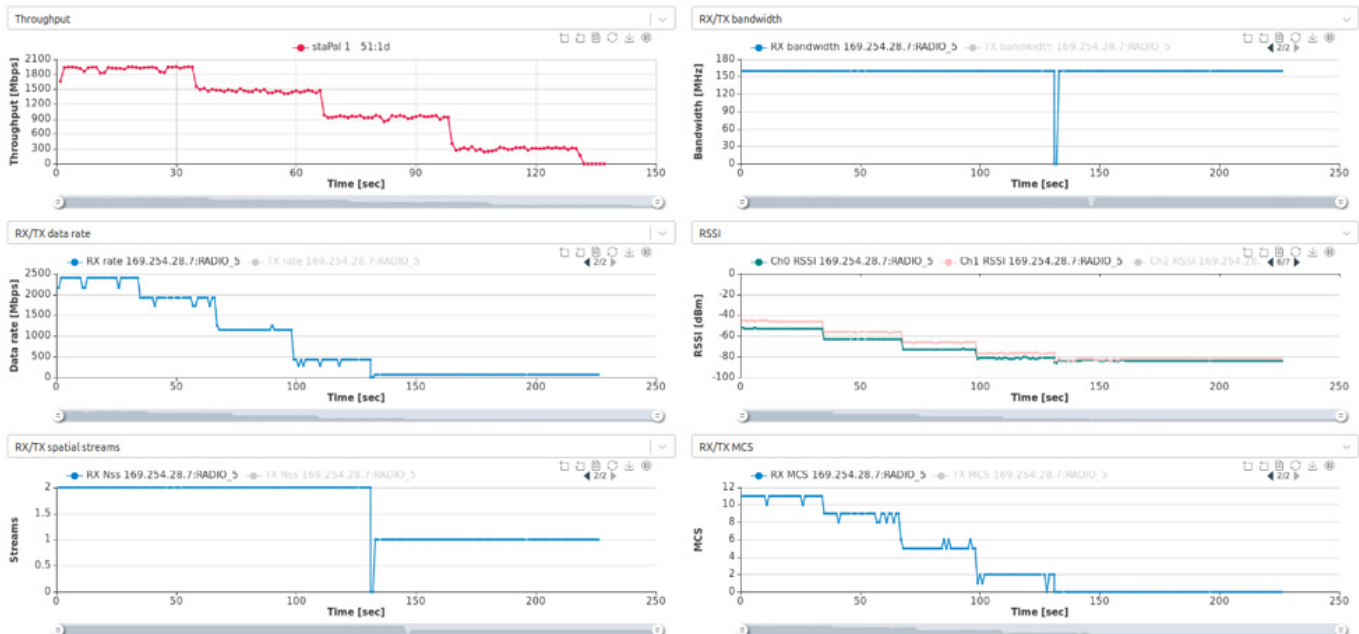 Throughput
staPal 1 51:1d
2100
1800
1500
1200
900
600
300
0
Throughput [Mbps]
0 30 60 90 120 150
Time [sec]
RX/TX bandwidth
RX bandwidth 169.254.28.7:RADIO_5 TX bandwidth 169.254.28.7:RADIO_5 2/2
180
150
120
90
60
30
0
Bandwidth [MHz]
0 50 100 150 200 250
Time [sec]
RX/TX data rate
RX rate 169.254.28.7:RADIO_5 TX rate 169.254.28.7:RADIO_5 2/2
2500
2000
1500
1000
500
0
Data rate [Mbps]
0 50 100 150 200 250
Time [sec]
RSSI
Ch0 RSSI 169.254.28.7:RADIO_5 Ch1 RSSI 169.254.28.7:RADIO_5 Ch2 RSSI 169.254.28. 6/7
0
-20
-40
-60
-80
-100
RSSI [dBm]
0 50 100 150 200 250
Time [sec]
RX/TX spatial streams
RX Nss 169.254.28.7:RADIO_5 TX Nss 169.254.28.7:RADIO_5 2/2
2
1.5
1
0.5
0
Streams
0 50 100 150 200 250
Time [sec]
RX/TX MCS
RX MCS 169.254.28.7:RADIO_5 TX MCS 169.254.28.7:RADIO_5 2/2
12
10
8
6
4
2
0
MCS
0 50 100 150 200 250
Time [sec]